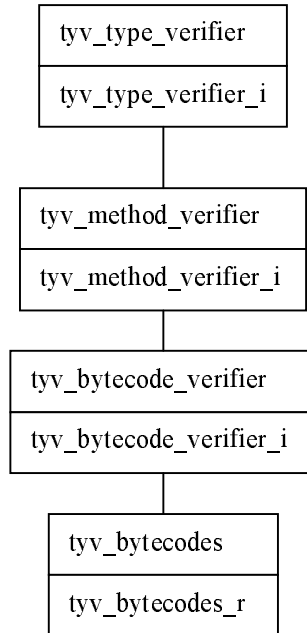 tyv_type_verifier
tyv_type_verifier_i
tyv_method_verifier
tyv_method_verifier_i
tyv_bytecode_verifier
tyv_bytecode_verifier_i
tyv_bytecodes
tyv_bytecodes_r